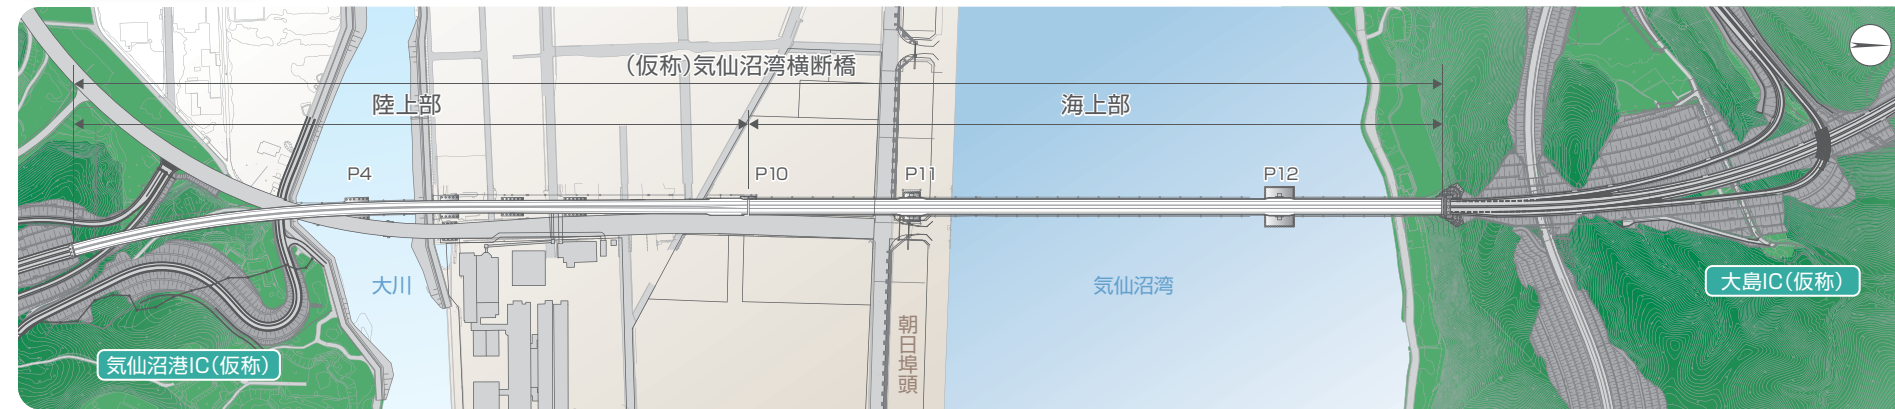 (仮称)気仙沼湾横断橋
陸上部
海上部
P4
P10
P11
P12
大川
気仙沼湾
大島IC(仮称)
朝日埠頭
気仙沼港IC(仮称)